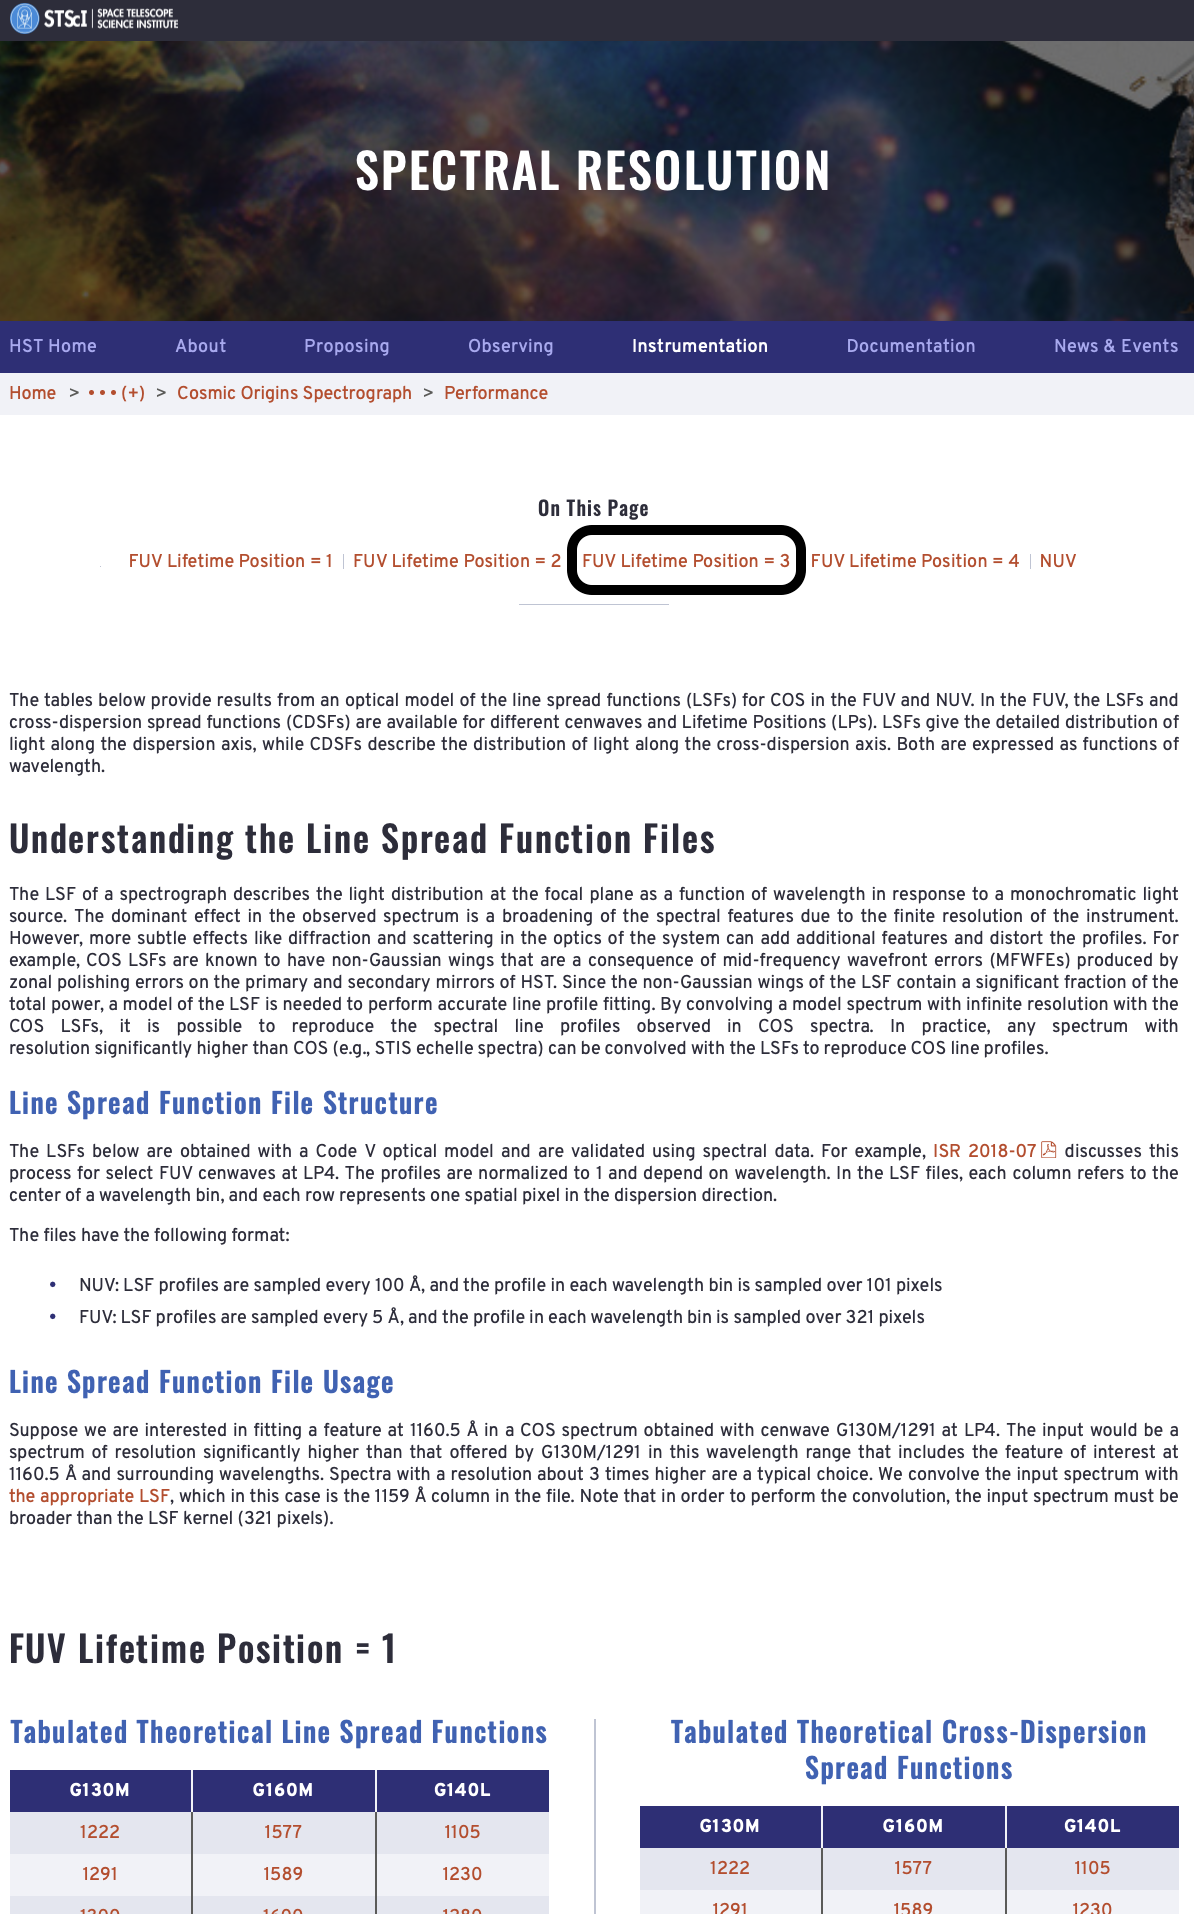 STScI | SPACE TELESCOPE
SCIENCE INSTITUTE
SPECTRAL RESOLUTION
HST Home About Proposing Observing Instrumentation Documentation News & Events
Home > • • • (+) > Cosmic Origins Spectrograph > Performance
On This Page
FUV Lifetime Position = 1 | FUV Lifetime Position = 2 FUV Lifetime Position = 3 FUV Lifetime Position = 4 | NUV
The tables below provide results from an optical model of the line spread functions (LSFs) for COS in the FUV and NUV. In the FUV, the LSFs and
cross-dispersion spread functions (CDSFs) are available for different cenwaves and Lifetime Positions (LPs). LSFs give the detailed distribution of
light along the dispersion axis, while CDSFs describe the distribution of light along the cross-dispersion axis. Both are expressed as functions of
wavelength.
Understanding the Line Spread Function Files
The LSF of a spectrograph describes the light distribution at the focal plane as a function of wavelength in response to a monochromatic light
source. The dominant effect in the observed spectrum is a broadening of the spectral features due to the finite resolution of the instrument.
However, more subtle effects like diffraction and scattering in the optics of the system can add additional features and distort the profiles. For
example, COS LSFs are known to have non-Gaussian wings that are a consequence of mid-frequency wavefront errors (MFWFEs) produced by
zonal polishing errors on the primary and secondary mirrors of HST. Since the non-Gaussian wings of the LSF contain a significant fraction of the
total power, a model of the LSF is needed to perform accurate line profile fitting. By convolving a model spectrum with infinite resolution with the
COS LSFs, it is possible to reproduce the spectral line profiles observed in COS spectra. In practice, any spectrum with
resolution significantly higher than COS (e.g., STIS echelle spectra) can be convolved with the LSFs to reproduce COS line profiles.
Line Spread Function File Structure
The LSFs below are obtained with a Code V optical model and are validated using spectral data. For example, ISR 2018-07 discusses this
process for select FUV cenwaves at LP4. The profiles are normalized to 1 and depend on wavelength. In the LSF files, each column refers to the
center of a wavelength bin, and each row represents one spatial pixel in the dispersion direction.
The files have the following format:
• NUV: LSF profiles are sampled every 100 Å, and the profile in each wavelength bin is sampled over 101 pixels
• FUV: LSF profiles are sampled every 5 Å, and the profile in each wavelength bin is sampled over 321 pixels
Line Spread Function File Usage
Suppose we are interested in fitting a feature at 1160.5 Å in a COS spectrum obtained with cenwave G130M/1291 at LP4. The input would be a
spectrum of resolution significantly higher than that offered by G130M/1291 in this wavelength range that includes the feature of interest at
1160.5 Å and surrounding wavelengths. Spectra with a resolution about 3 times higher are a typical choice. We convolve the input spectrum with
the appropriate LSF, which in this case is the 1159 Å column in the file. Note that in order to perform the convolution, the input spectrum must be
broader than the LSF kernel (321 pixels).
FUV Lifetime Position = 1
Tabulated Theoretical Line Spread Functions
G130M G160M G140L
1222 1577 1105
1291 1589 1230
1300 1600 1280
Tabulated Theoretical Cross-Dispersion
Spread Functions
G130M G160M G140L
1222 1577 1105
1291 1589 1230